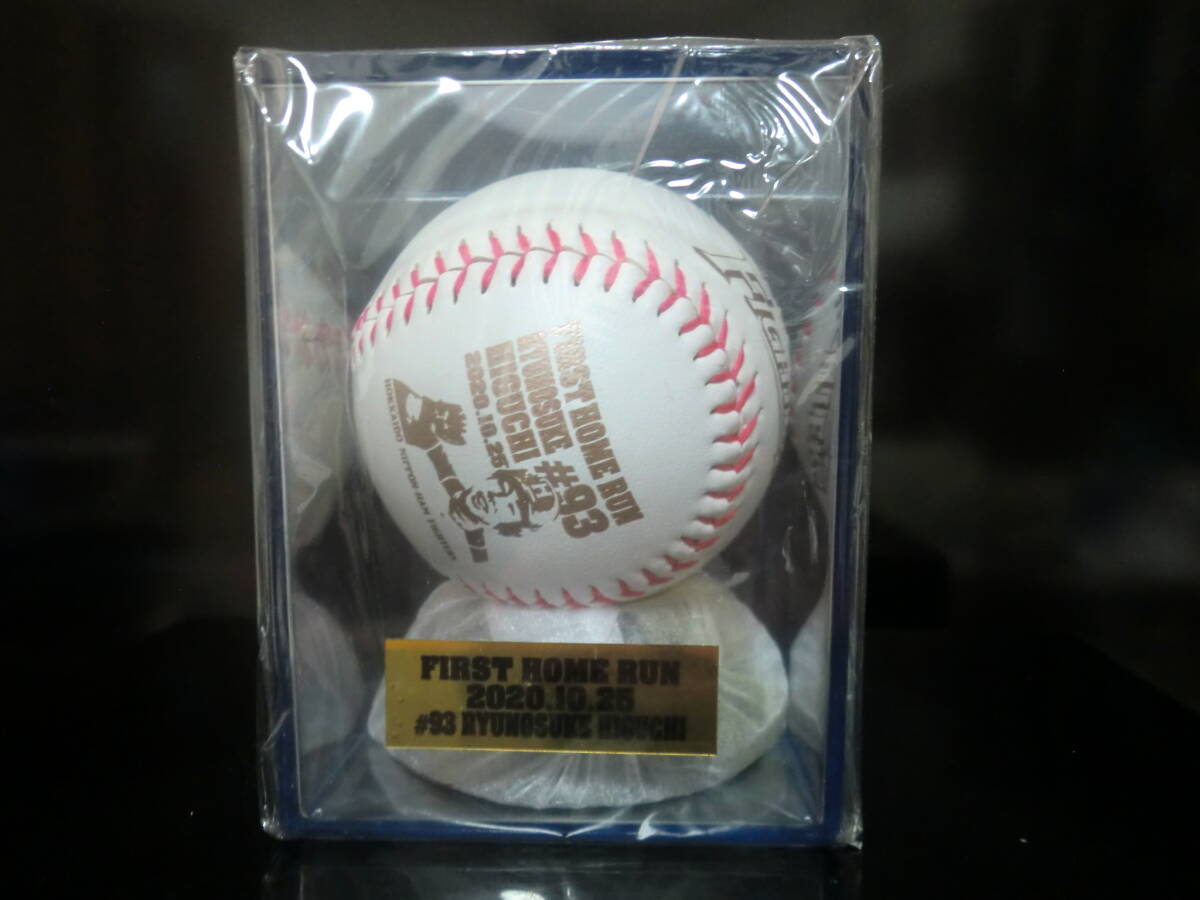 FIRST HOME RUN
RYUNOSUKE #93
HIGUCHI
2020.10.25
HOKKAIDO NIPPON-HAM FIGHTERS
FIRST HOME RUN
2020.10.25
#93 RYUNOSUKE HIGUCHI